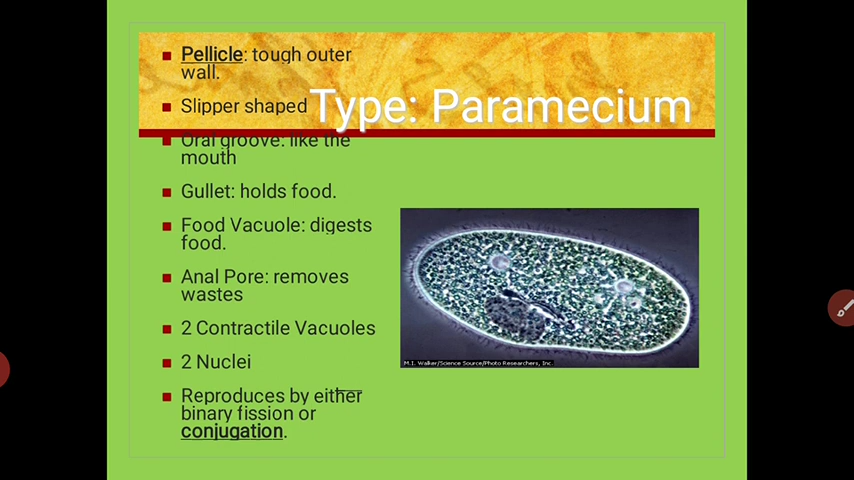 Type: Paramecium
Pellicle: tough outer
wall.
Slipper shaped
Oral groove: like the
mouth
Gullet: holds food.
Food Vacuole: digests
food.
Anal Pore: removes
wastes
2 Contractile Vacuoles
2 Nuclei
Reproduces by either
binary fission or
conjugation.
M.I. Walker/Science Source/Photo Researchers, Inc.